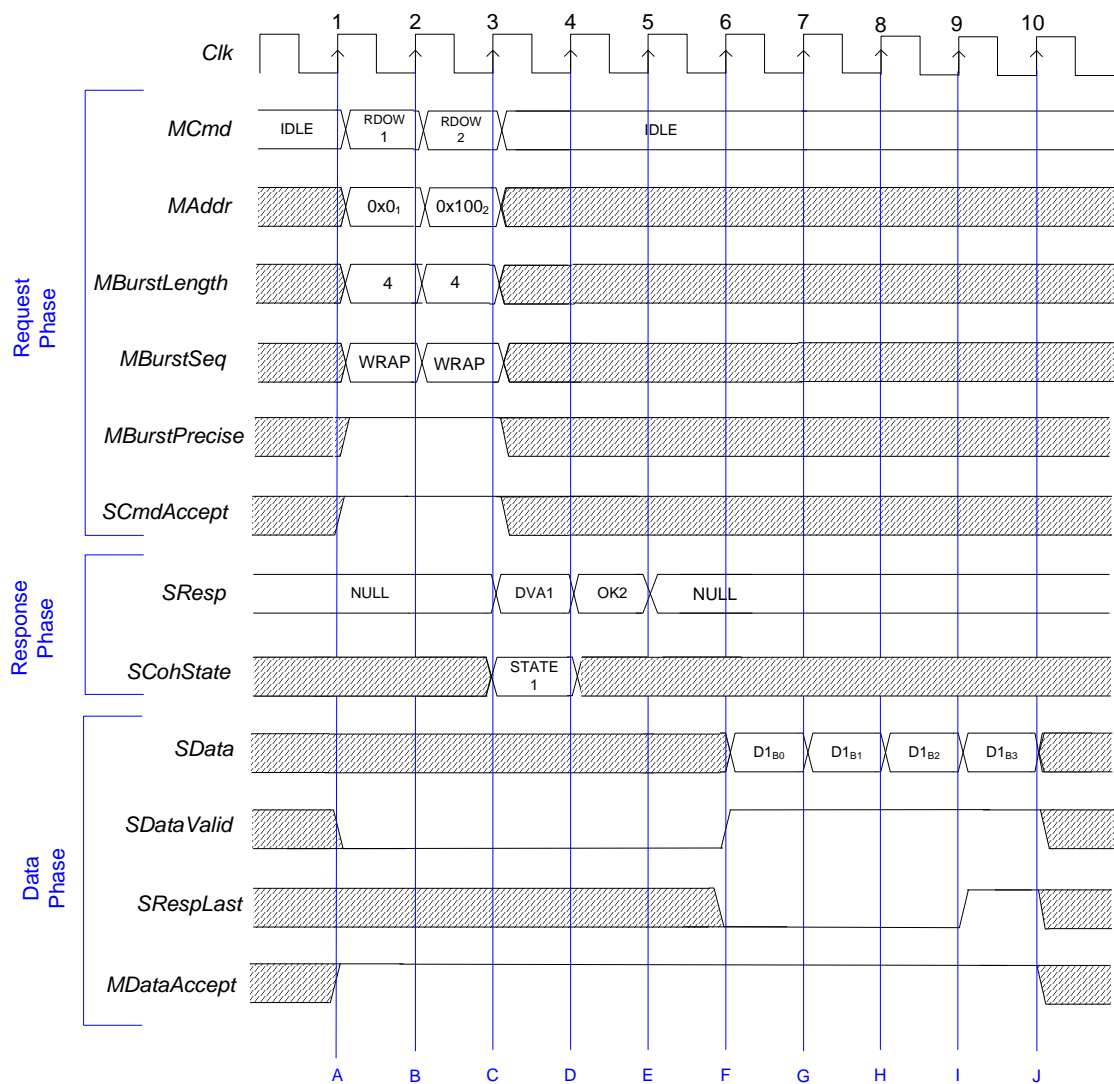 1 2 3 4 5 6 7 8 9 10
Clk
Request Phase
MCmd IDLE RDOW 1 RDOW 2 IDLE
MAddr 0x0₁ 0x100₂
MBurstLength 4 4
MBurstSeq WRAP WRAP
MBurstPrecise
SCmdAccept
Response Phase
SResp NULL DVA1 OK2 NULL
SCohState STATE 1
Data Phase
SData D1B0 D1B1 D1B2 D1B3
SDataValid
SRespLast
MDataAccept
A B C D E F G H I J